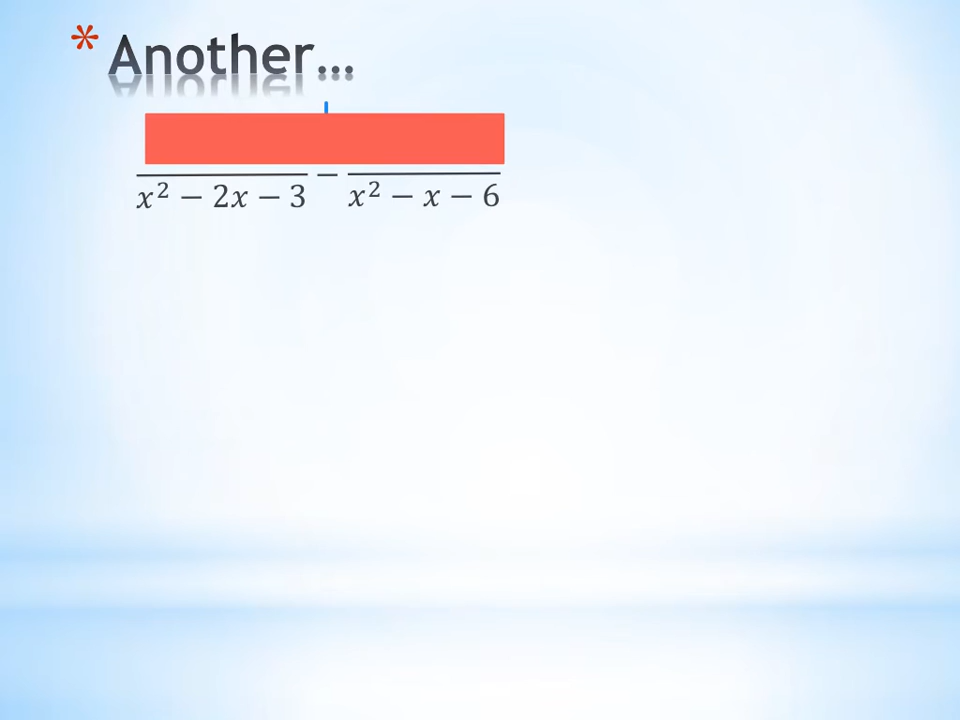 * Another...
—————— − ——————
x² − 2x − 3   x² − x − 6